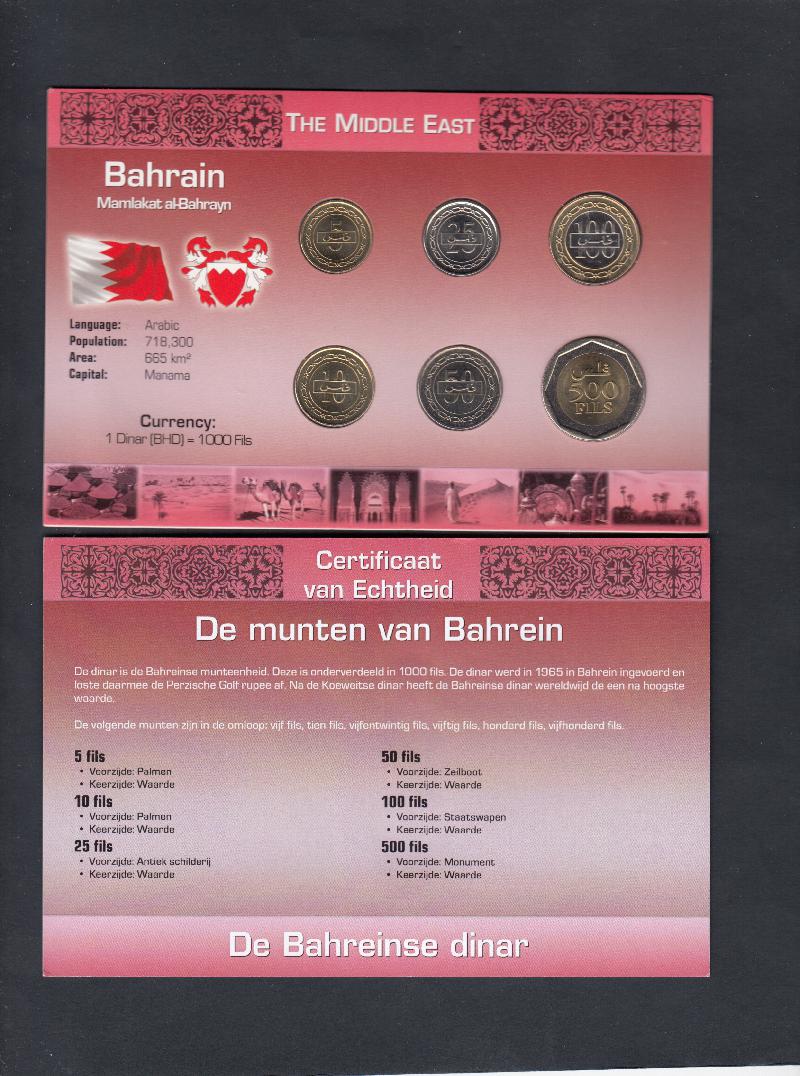 THE MIDDLE EAST
Bahrain
Mamlakat al-Bahrayn
Language: Arabic
Population: 718,300
Area: 665 km²
Capital: Manama
Currency:
1 Dinar (BHD) = 1000 Fils
5
فلس
25
فلس
100
فلس
10
فلس
50
فلس
فلس
500
FILS
Certificaat
van Echtheid
De munten van Bahrein
De dinar is de Bahreinse munteenheid. Deze is onderverdeeld in 1000 fils. De dinar werd in 1965 in Bahrein ingevoerd en
loste daarmee de Perzische Golf rupee af. Na de Koeweitse dinar heeft de Bahreinse dinar wereldwijd de een na hoogste
waarde.
De volgende munten zijn in de omloop: vijf fils, tien fils, vijfentwintig fils, vijftig fils, honderd fils, vijfhonderd fils.
5 fils
• Voorzijde: Palmen
• Keerzijde: Waarde
10 fils
• Voorzijde: Palmen
• Keerzijde: Waarde
25 fils
• Voorzijde: Antiek schilderij
• Keerzijde: Waarde
50 fils
• Voorzijde: Zeilboot
• Keerzijde: Waarde
100 fils
• Voorzijde: Staatswapen
• Keerzijde: Waarde
500 fils
• Voorzijde: Monument
• Keerzijde: Waarde
De Bahreinse dinar